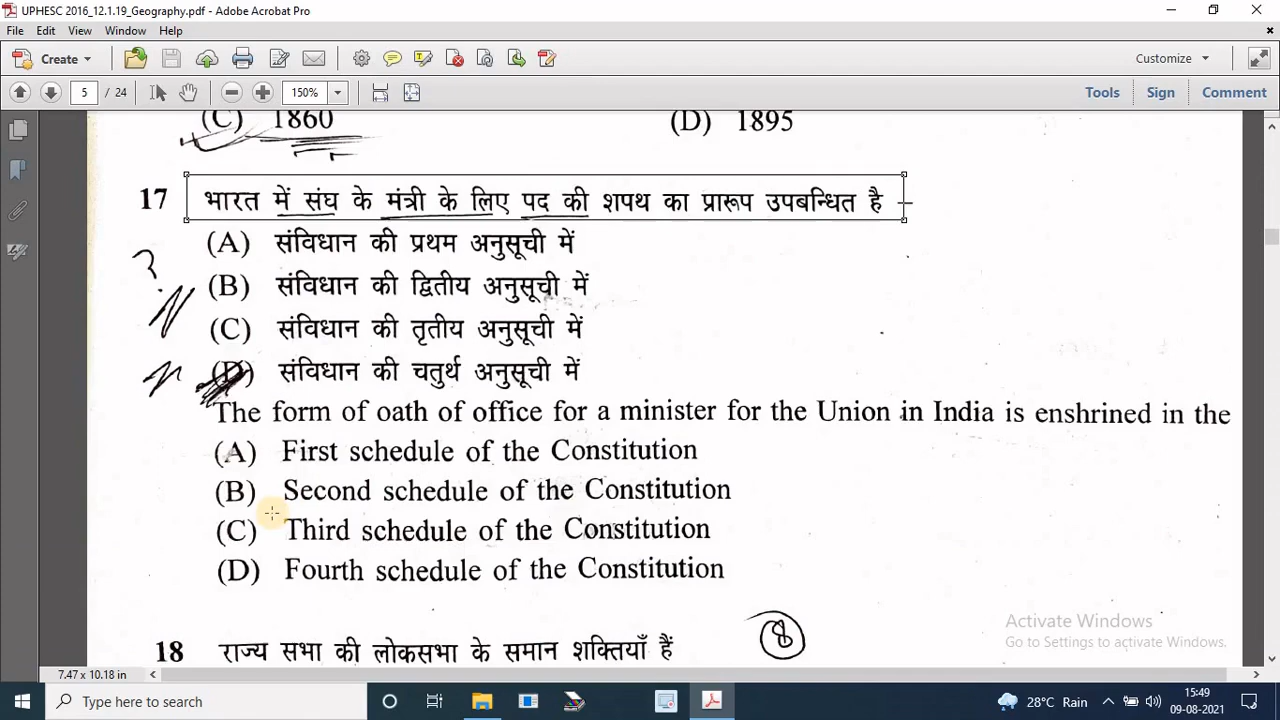 UPHESC 2016_12.1.19_Geography.pdf - Adobe Acrobat Pro
File Edit View Window Help
Create Customize
5 / 24 150% Tools Sign Comment
(C) 1860 (D) 1895
17 भारत में संघ के मंत्री के लिए पद की शपथ का प्रारूप उपबन्धित है
(A) संविधान की प्रथम अनुसूची में
(B) संविधान की द्वितीय अनुसूची में
(C) संविधान की तृतीय अनुसूची में
(D) संविधान की चतुर्थ अनुसूची में
The form of oath of office for a minister for the Union in India is enshrined in the
(A) First schedule of the Constitution
(B) Second schedule of the Constitution
(C) Third schedule of the Constitution
(D) Fourth schedule of the Constitution
18 राज्य सभा की लोकसभा के समान शक्तियाँ हैं
Activate Windows
Go to Settings to activate Windows.
7.47 x 10.18 in
Type here to search
28°C Rain
15:49
09-08-2021